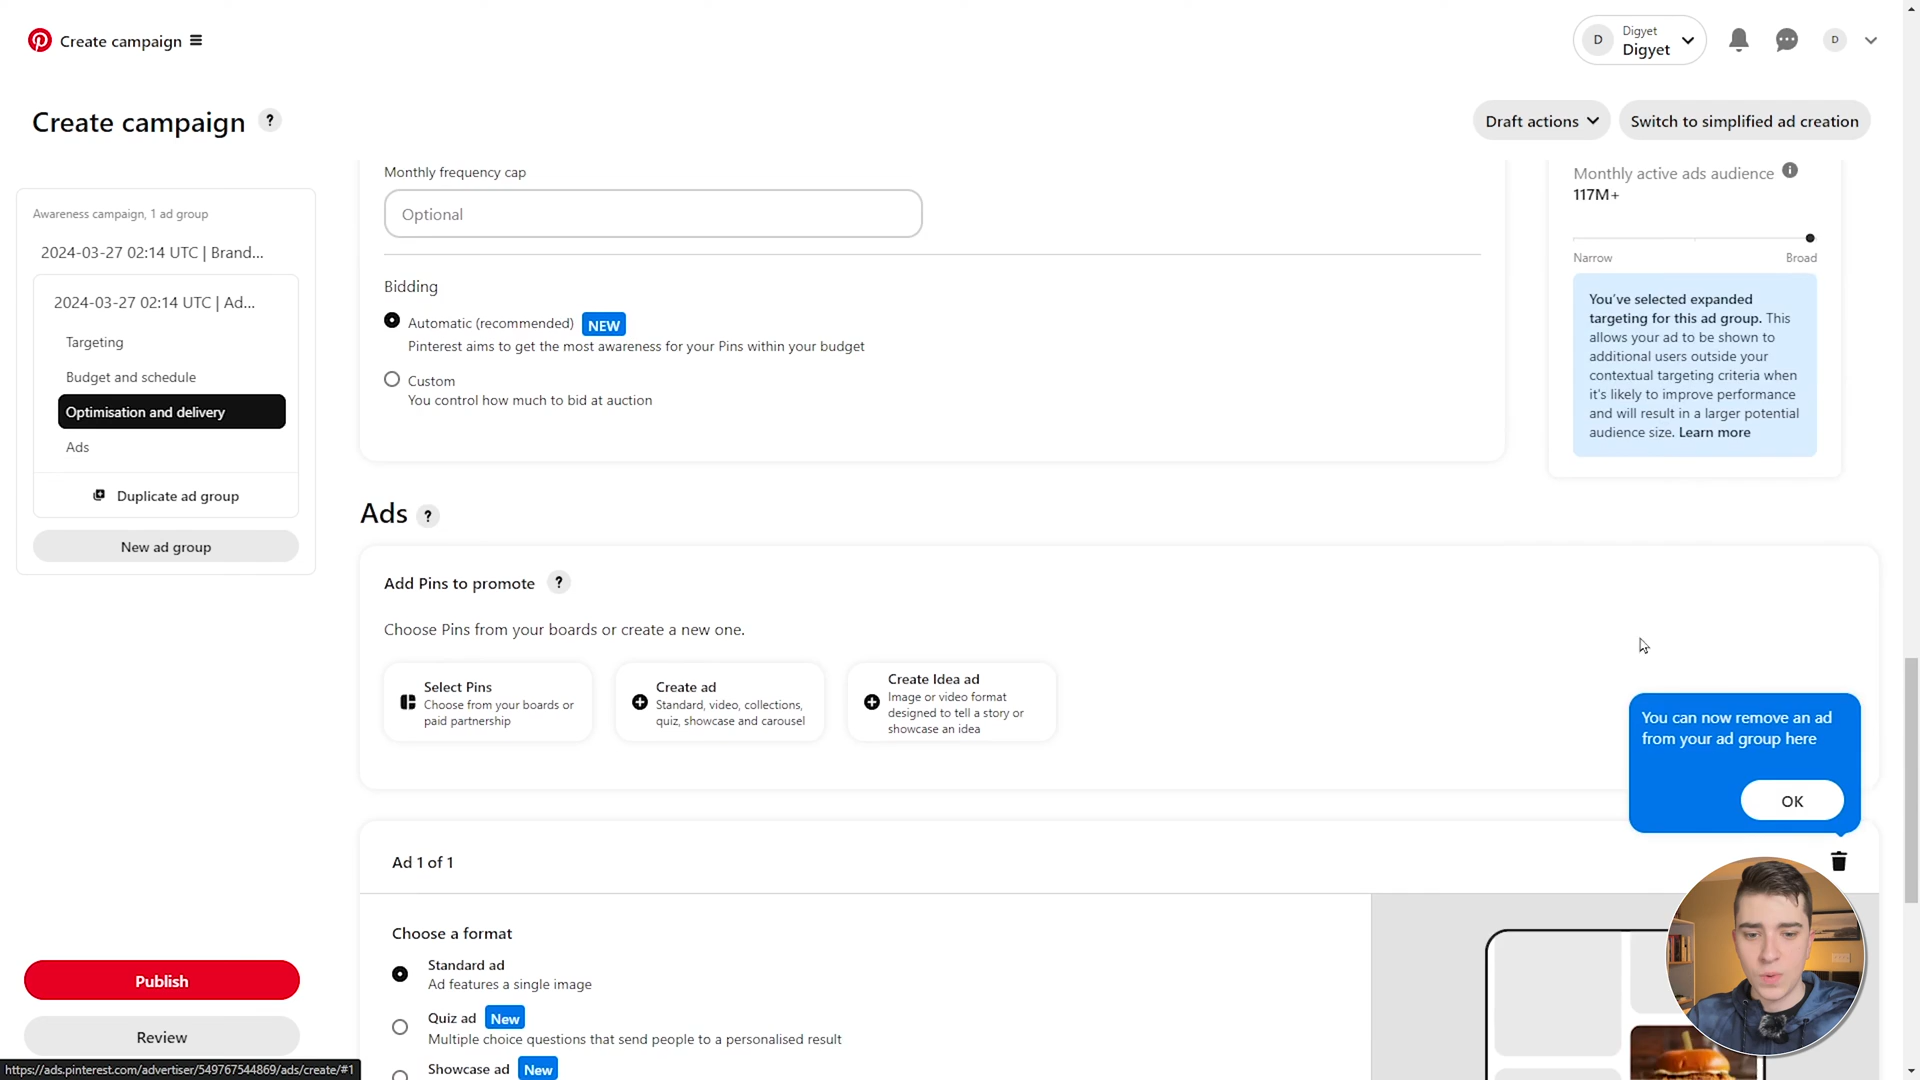 Create campaign
D
Digyet
Digyet
D
Create campaign
?
Draft actions
Switch to simplified ad creation
Awareness campaign, 1 ad group
2024-03-27 02:14 UTC | Brand...
2024-03-27 02:14 UTC | Ad...
Targeting
Budget and schedule
Optimisation and delivery
Ads
Duplicate ad group
New ad group
Monthly frequency cap
Optional
Bidding
Automatic (recommended) NEW
Pinterest aims to get the most awareness for your Pins within your budget
Custom
You control how much to bid at auction
Monthly active ads audience
117M+
Narrow
Broad
You've selected expanded
targeting for this ad group. This
allows your ad to be shown to
additional users outside your
contextual targeting criteria when
it's likely to improve performance
and will result in a larger potential
audience size. Learn more
Ads ?
Add Pins to promote ?
Choose Pins from your boards or create a new one.
Select Pins
Choose from your boards or
paid partnership
Create ad
Standard, video, collections,
quiz, showcase and carousel
Create Idea ad
Image or video format
designed to tell a story or
showcase an idea
You can now remove an ad
from your ad group here
OK
Ad 1 of 1
Choose a format
Standard ad
Ad features a single image
Quiz ad New
Multiple choice questions that send people to a personalised result
Showcase ad New
Publish
Review
https://ads.pinterest.com/advertiser/549767544869/ads/create/#1